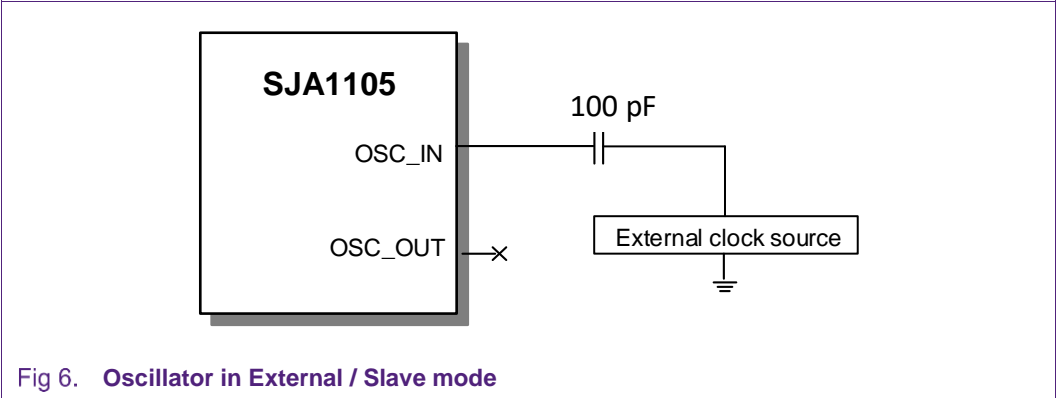 SJA1105
100 pF
OSC_IN
External clock source
OSC_OUT
Fig 6. Oscillator in External / Slave mode